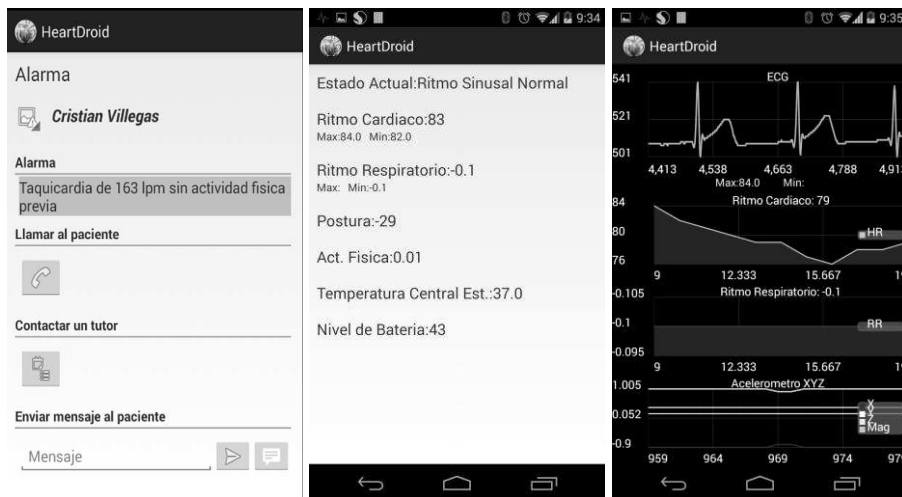 HeartDroid
Alarma
Cristian Villegas
Alarma
Taquicardia de 163 lpm sin actividad fisica
previa
Llamar al paciente
Contactar un tutor
Enviar mensaje al paciente
Mensaje
9:34
HeartDroid
Estado Actual:Ritmo Sinusal Normal
Ritmo Cardiaco:83
Max:84.0 Min:82.0
Ritmo Respiratorio:-0.1
Max: Min:-0.1
Postura:-29
Act. Fisica:0.01
Temperatura Central Est.:37.0
Nivel de Bateria:43
9:35
HeartDroid
541
ECG
521
501
4,413 4,538 4,663 4,788 4,913
Max:84.0 Min:
84
Ritmo Cardiaco: 79
80
HR
76
9 12.333 15.667
-0.105
Ritmo Respiratorio: -0.1
-0.1
RR
-0.095
9 12.333 15.667
1.005
Acelerometro XYZ
X
Y
0.052
Z
Mag
-0.9
959 964 969 974